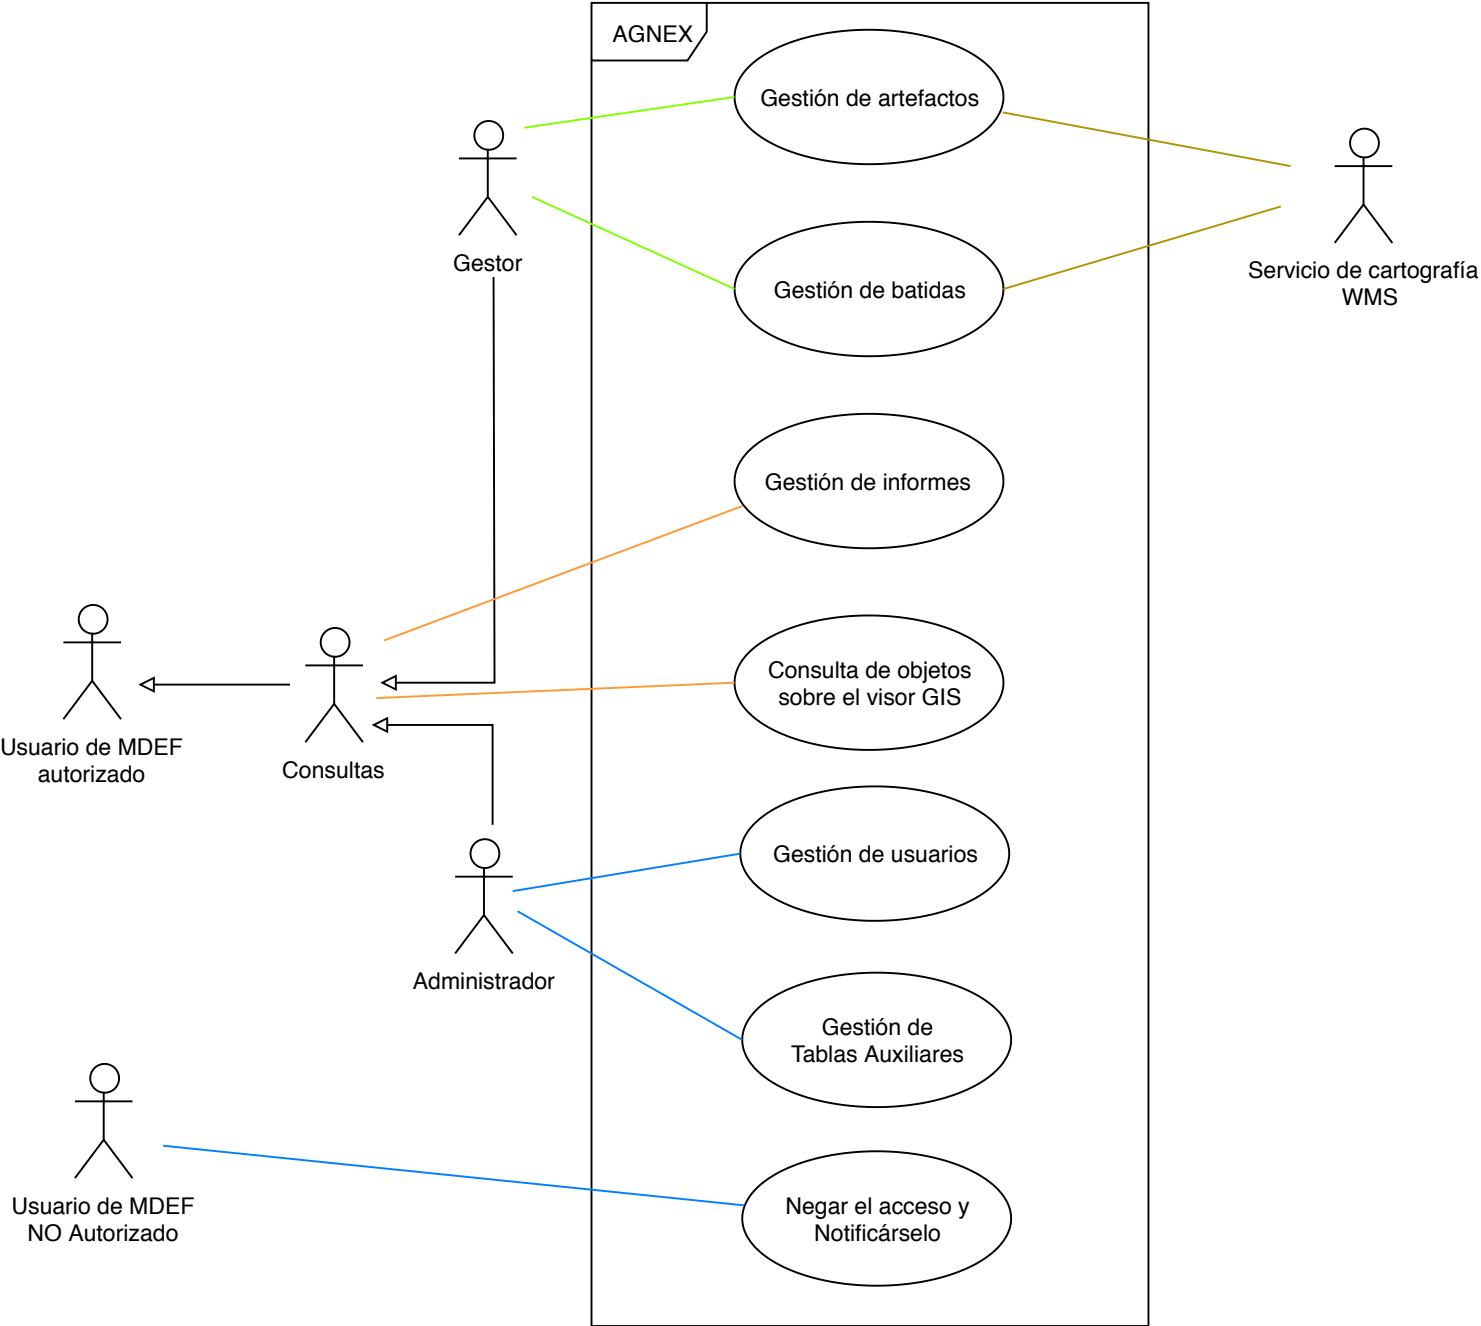 AGNEX
Gestión de artefactos
Gestor
Servicio de cartografía
WMS
Gestión de batidas
Gestión de informes
Consulta de objetos
sobre el visor GIS
Usuario de MDEF
autorizado
Consultas
Gestión de usuarios
Administrador
Gestión de
Tablas Auxiliares
Usuario de MDEF
NO Autorizado
Negar el acceso y
Notificárselo